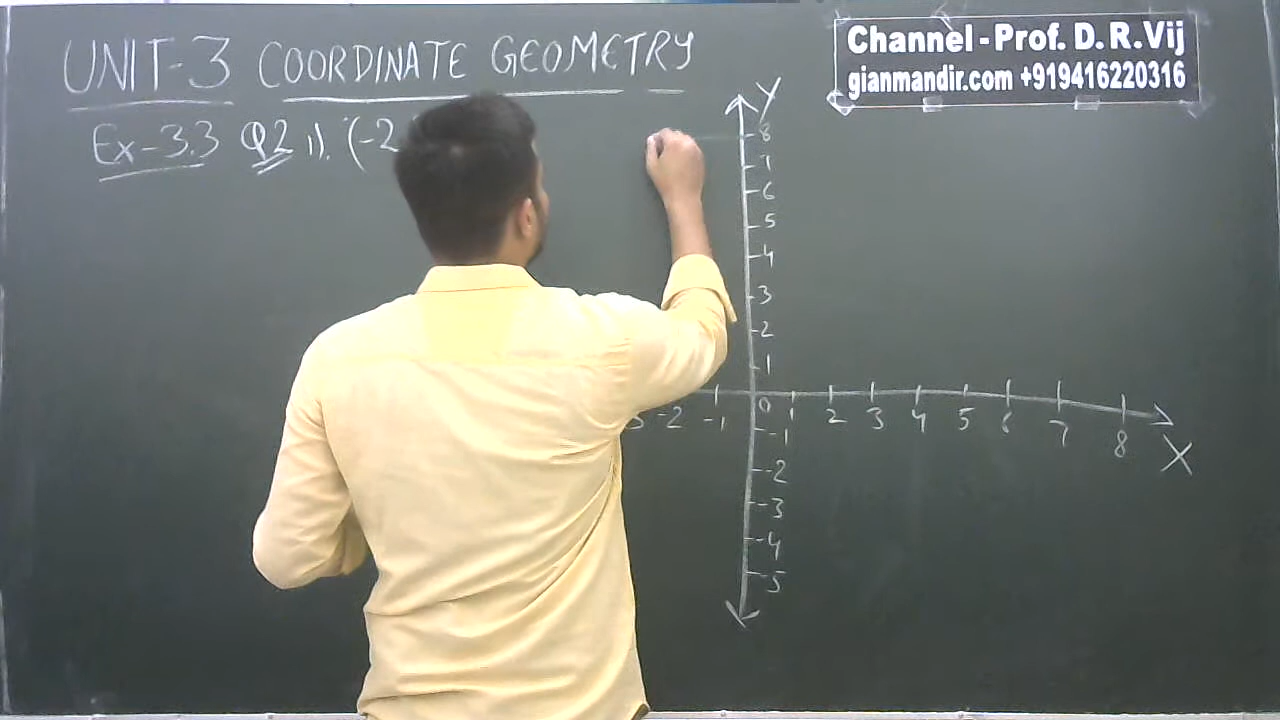 UNIT-3 COORDINATE GEOMETRY
Channel - Prof. D. R. Vij
gianmandir.com +919416220316
Ex-3.3 Q2 1). (-2
Y
8
7
6
5
4
3
2
1
-2 -1 0 1 2 3 4 5 6 7 8
X
-1
-2
-3
-4
-5